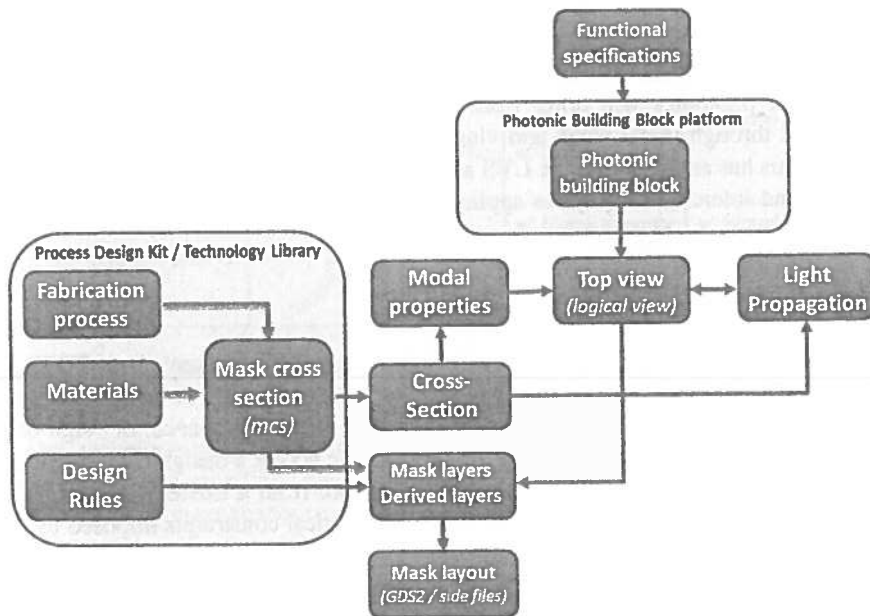 Functional
specifications
Photonic Building Block platform
Photonic
building block
Process Design Kit / Technology Library
Fabrication
process
Modal
properties
Top view
(logical view)
Light
Propagation
Materials
Mask cross
section
(mcs)
Cross-
Section
Design
Rules
Mask layers
Derived layers
Mask layout
(GDS2 / side files)